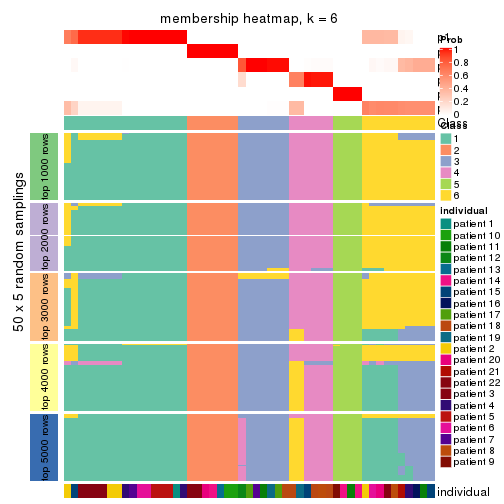 membership heatmap, k = 6
50 x 5 random samplings
top 1000 rows
top 2000 rows
top 3000 rows
top 4000 rows
top 5000 rows
Class
individual
Prob
1
0.8
0.6
0.4
0.2
0
Class
1
2
3
4
5
6
individual
patient 1
patient 10
patient 11
patient 12
patient 13
patient 14
patient 15
patient 16
patient 17
patient 18
patient 19
patient 2
patient 20
patient 21
patient 22
patient 3
patient 4
patient 5
patient 6
patient 7
patient 8
patient 9